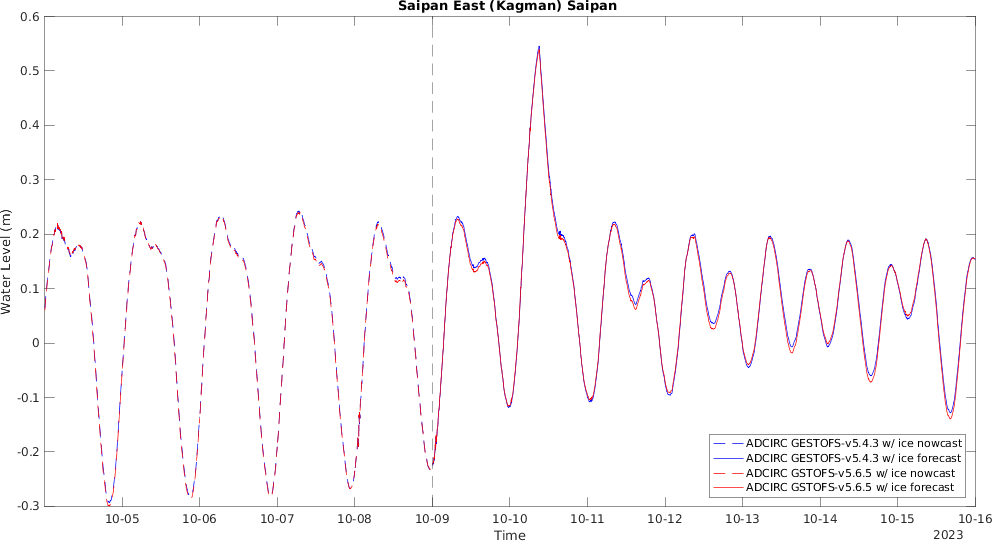 Saipan East (Kagman) Saipan
0.6
0.5
0.4
0.3
0.2
0.1
0
-0.1
-0.2
-0.3
Water Level (m)
10-05 10-06 10-07 10-08 10-09 10-10 10-11 10-12 10-13 10-14 10-15 10-16
Time
2023
ADCIRC GESTOFS-v5.4.3 w/ ice nowcast
ADCIRC GESTOFS-v5.4.3 w/ ice forecast
ADCIRC GSTOFS-v5.6.5 w/ ice nowcast
ADCIRC GSTOFS-v5.6.5 w/ ice forecast